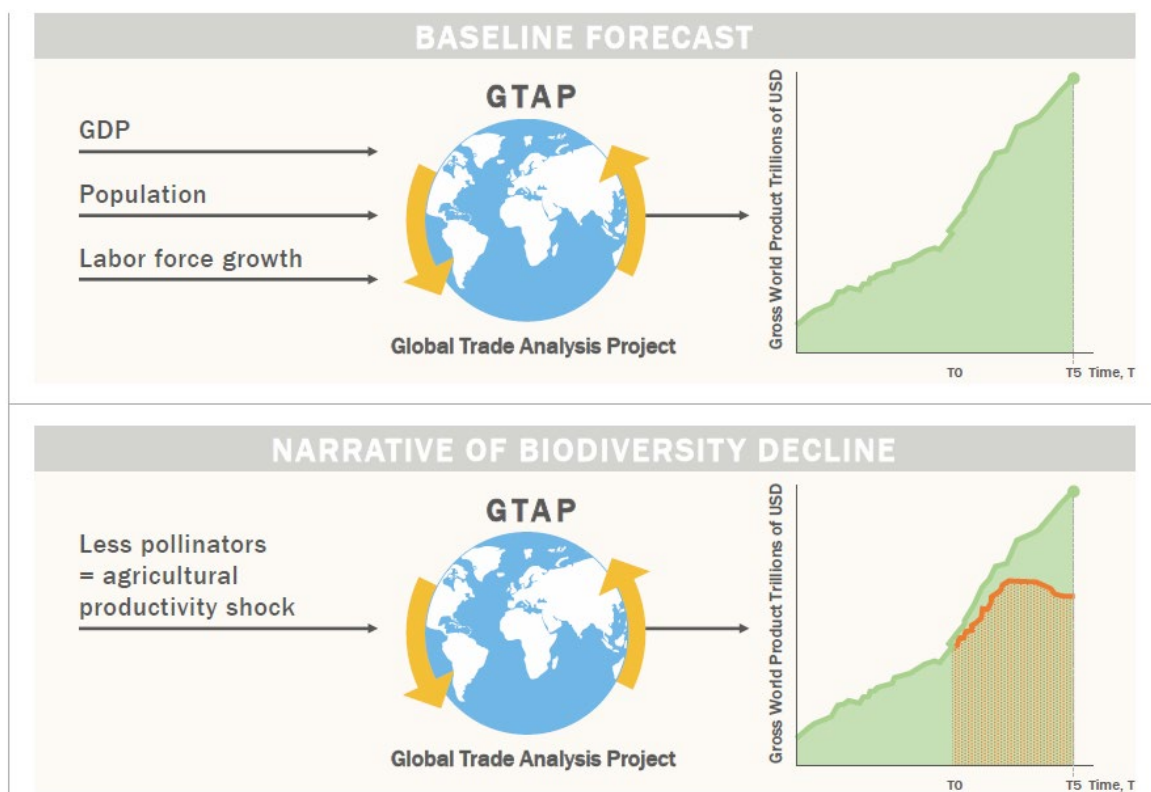 BASELINE FORECAST
GTAP
GDP
Population
Labor force growth
Global Trade Analysis Project
Gross World Product Trillions of USD
T0
T5 Time, T
NARRATIVE OF BIODIVERSITY DECLINE
GTAP
Less pollinators
= agricultural
productivity shock
Global Trade Analysis Project
Gross World Product Trillions of USD
T0
T5 Time, T